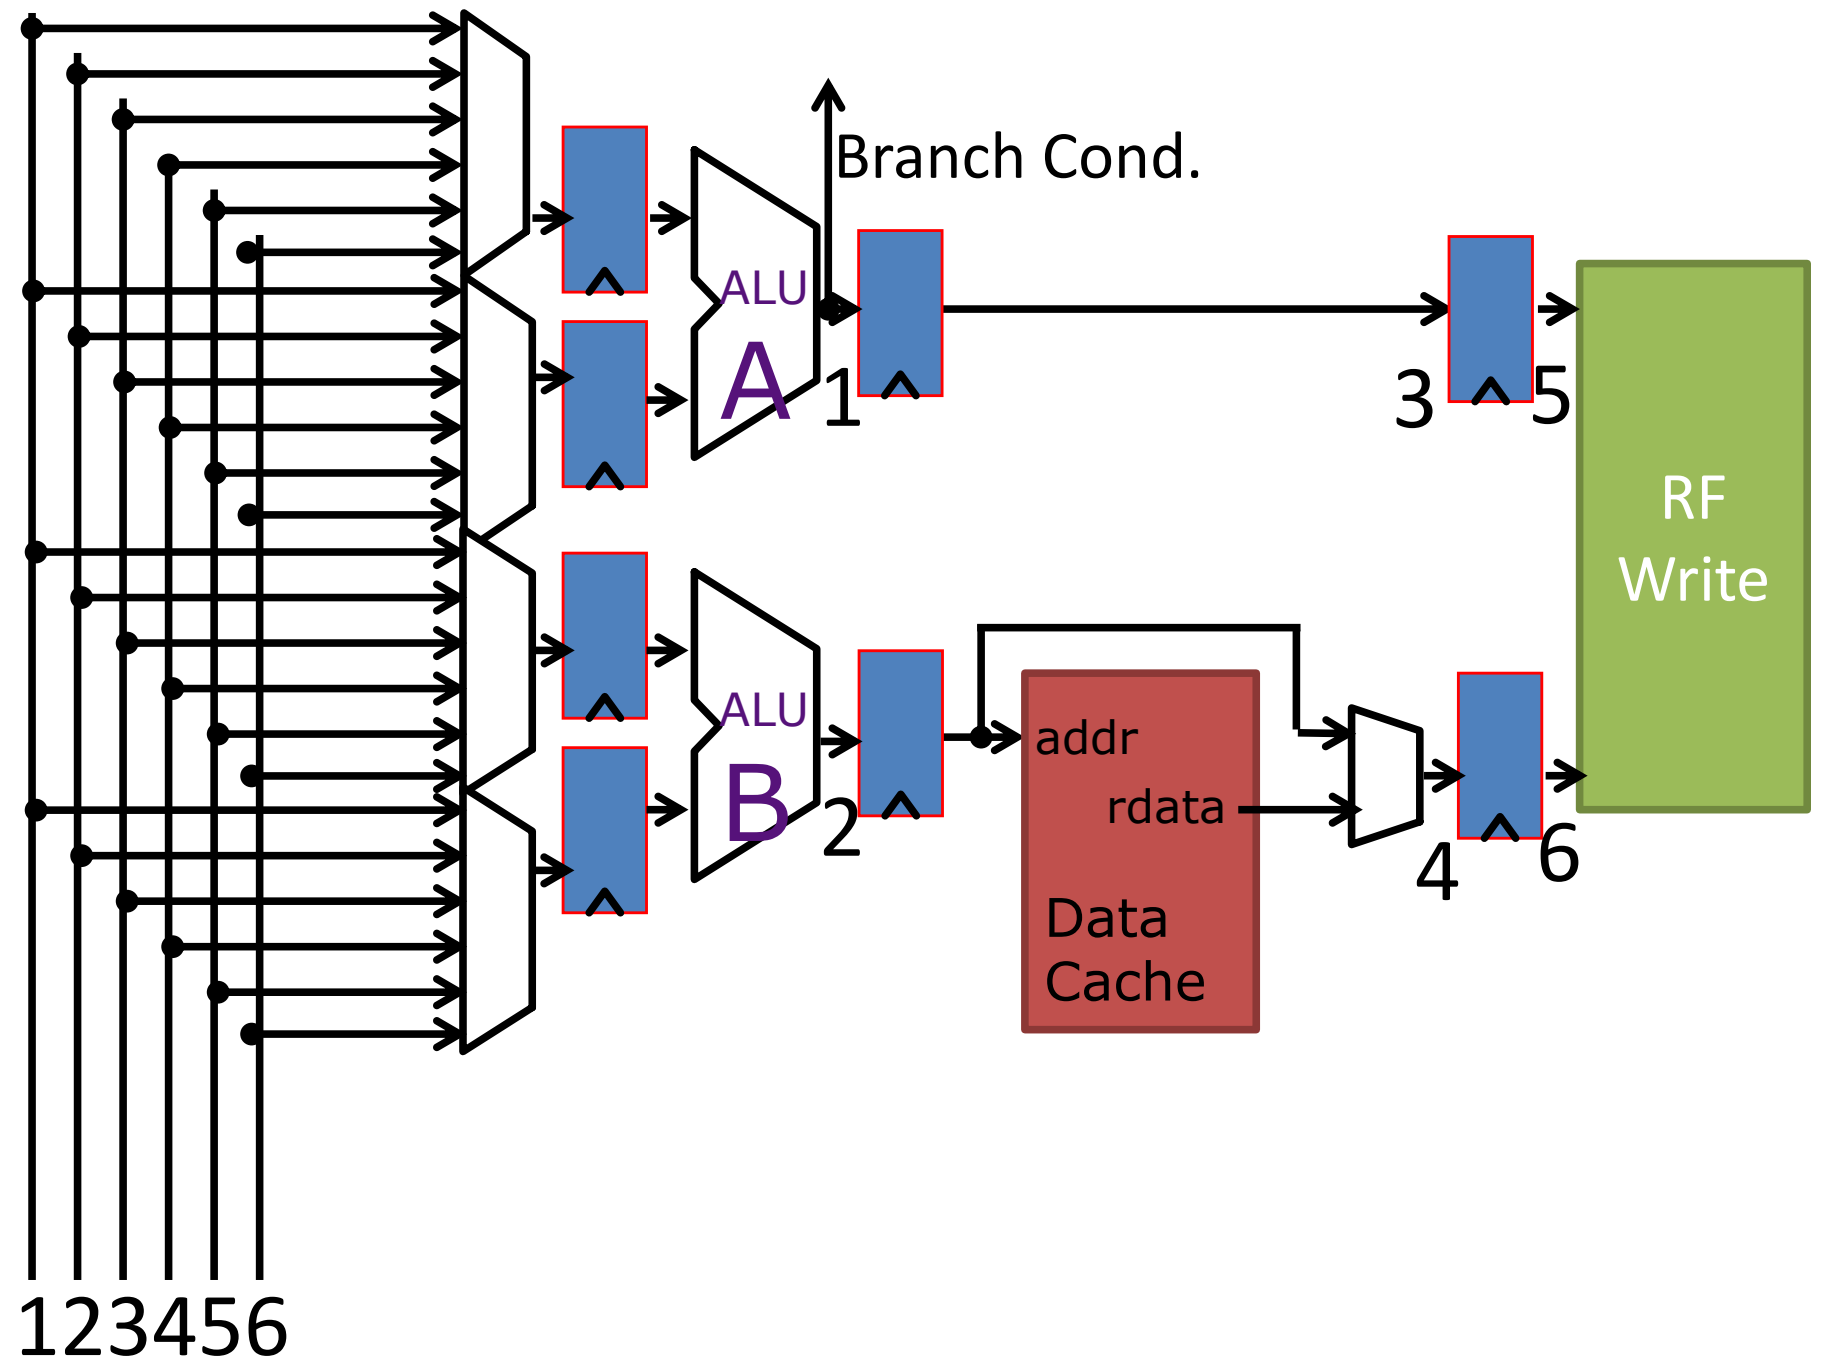 Branch Cond.
ALU
A
1
3
5
RF
Write
ALU
B
2
addr
rdata
4
6
Data
Cache
123456